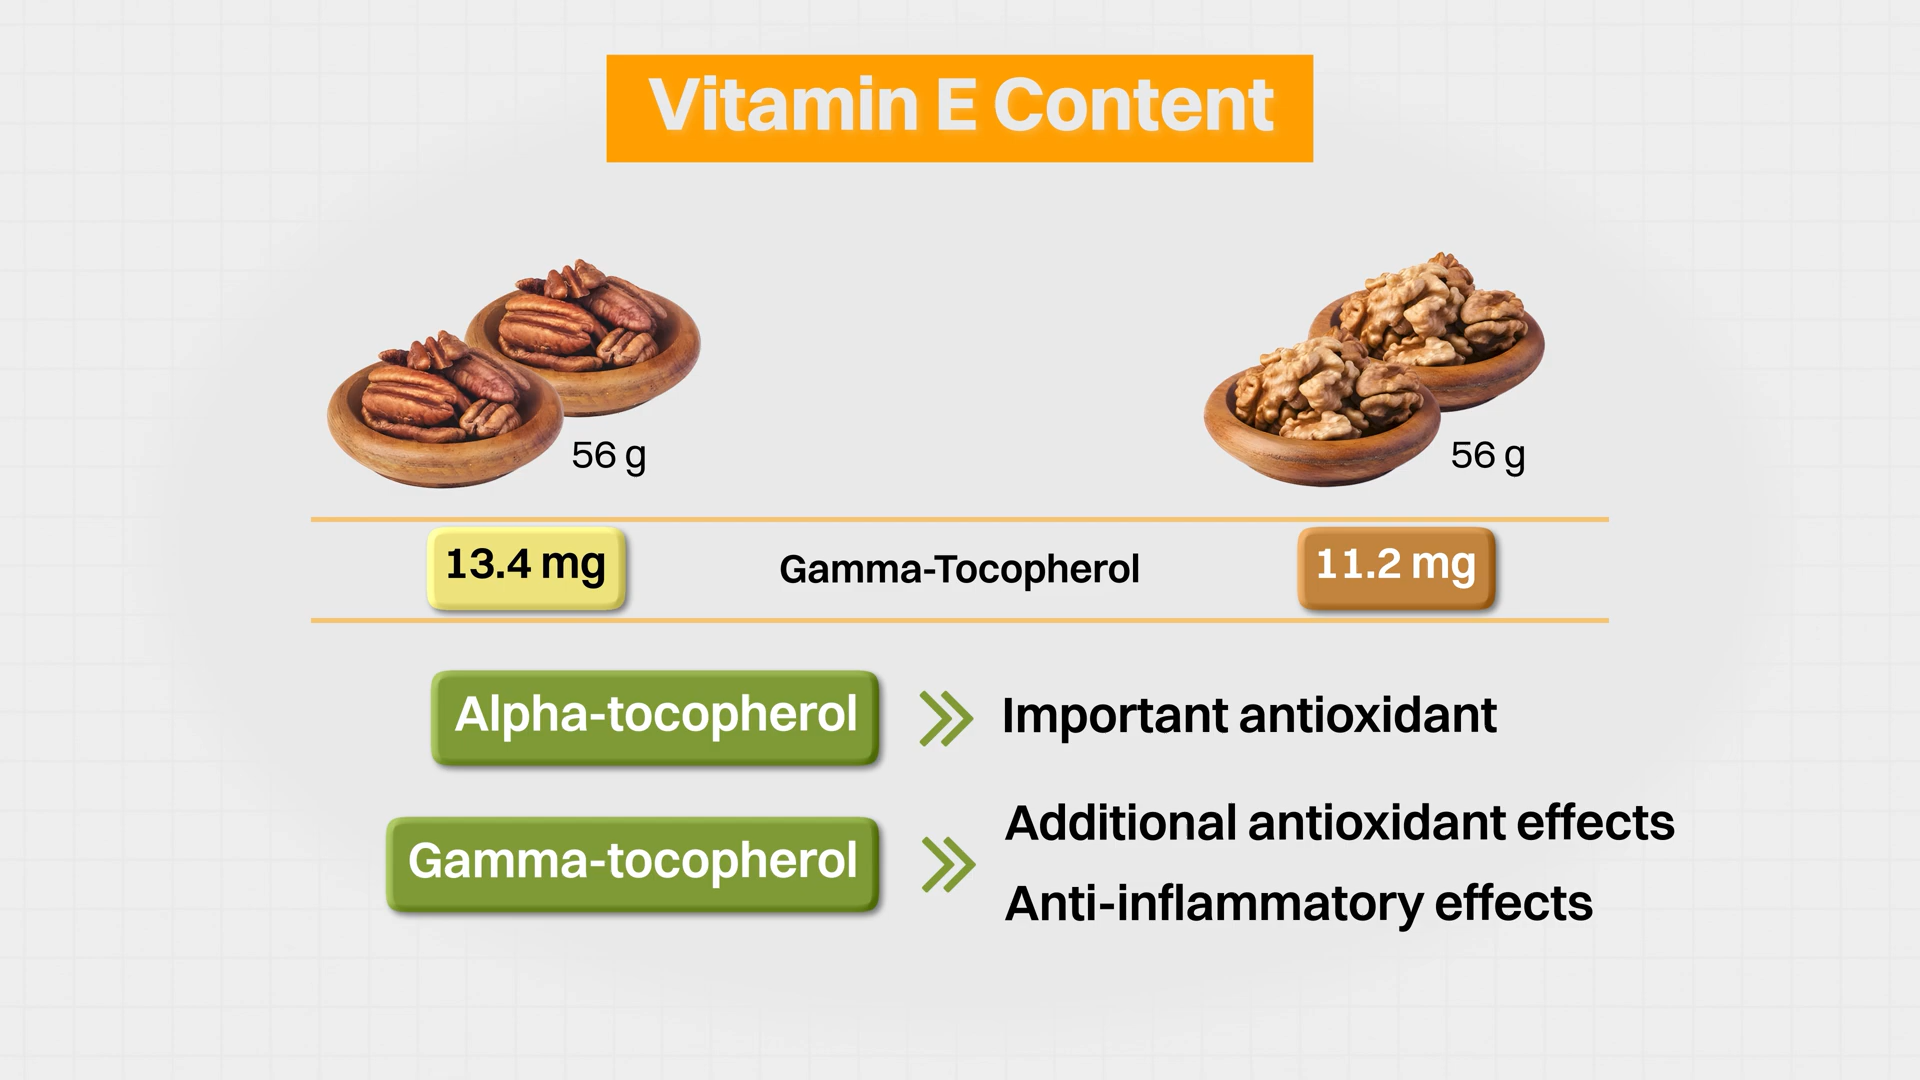 Vitamin E Content
56 g
56 g
13.4 mg
Gamma-Tocopherol
11.2 mg
Alpha-tocopherol
Important antioxidant
Gamma-tocopherol
Additional antioxidant effects
Anti-inflammatory effects